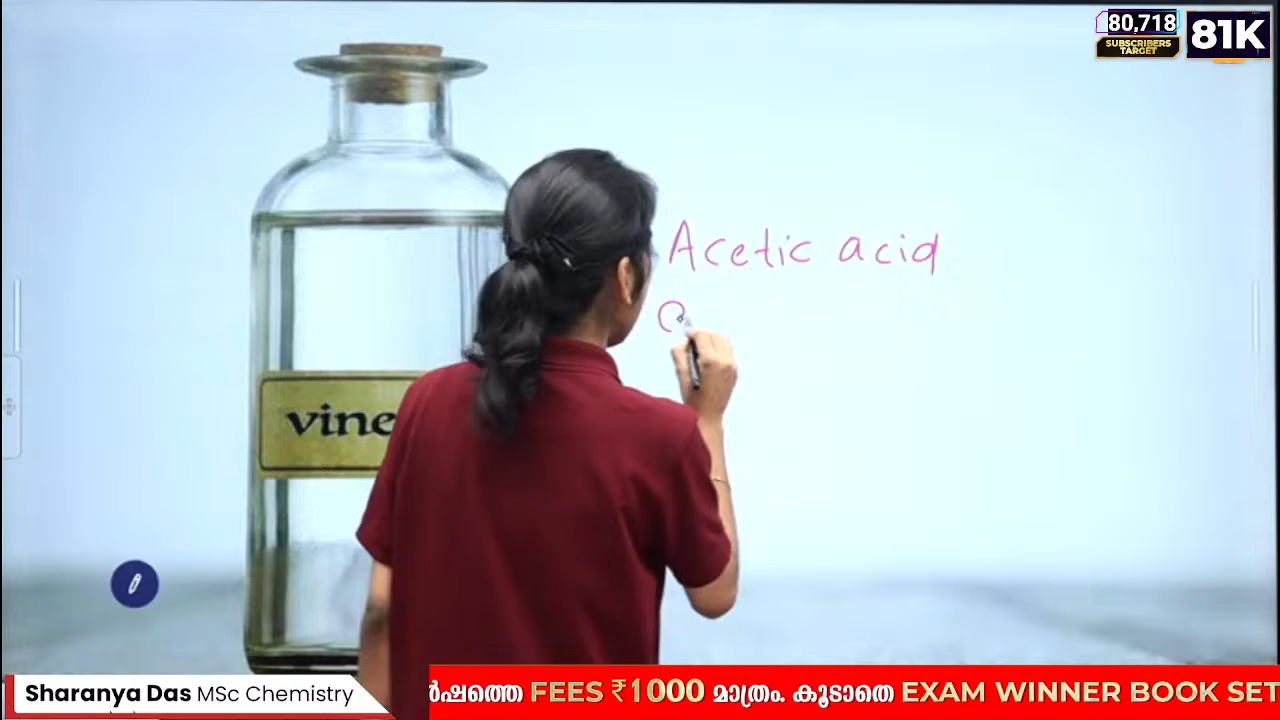 80,718
SUBSCRIBERS
TARGET
81K
Acetic acid
vine
Sharanya Das MSc Chemistry
ർഷത്തെ FEES ₹1000 മാത്രം. കൂടാതെ EXAM WINNER BOOK SET